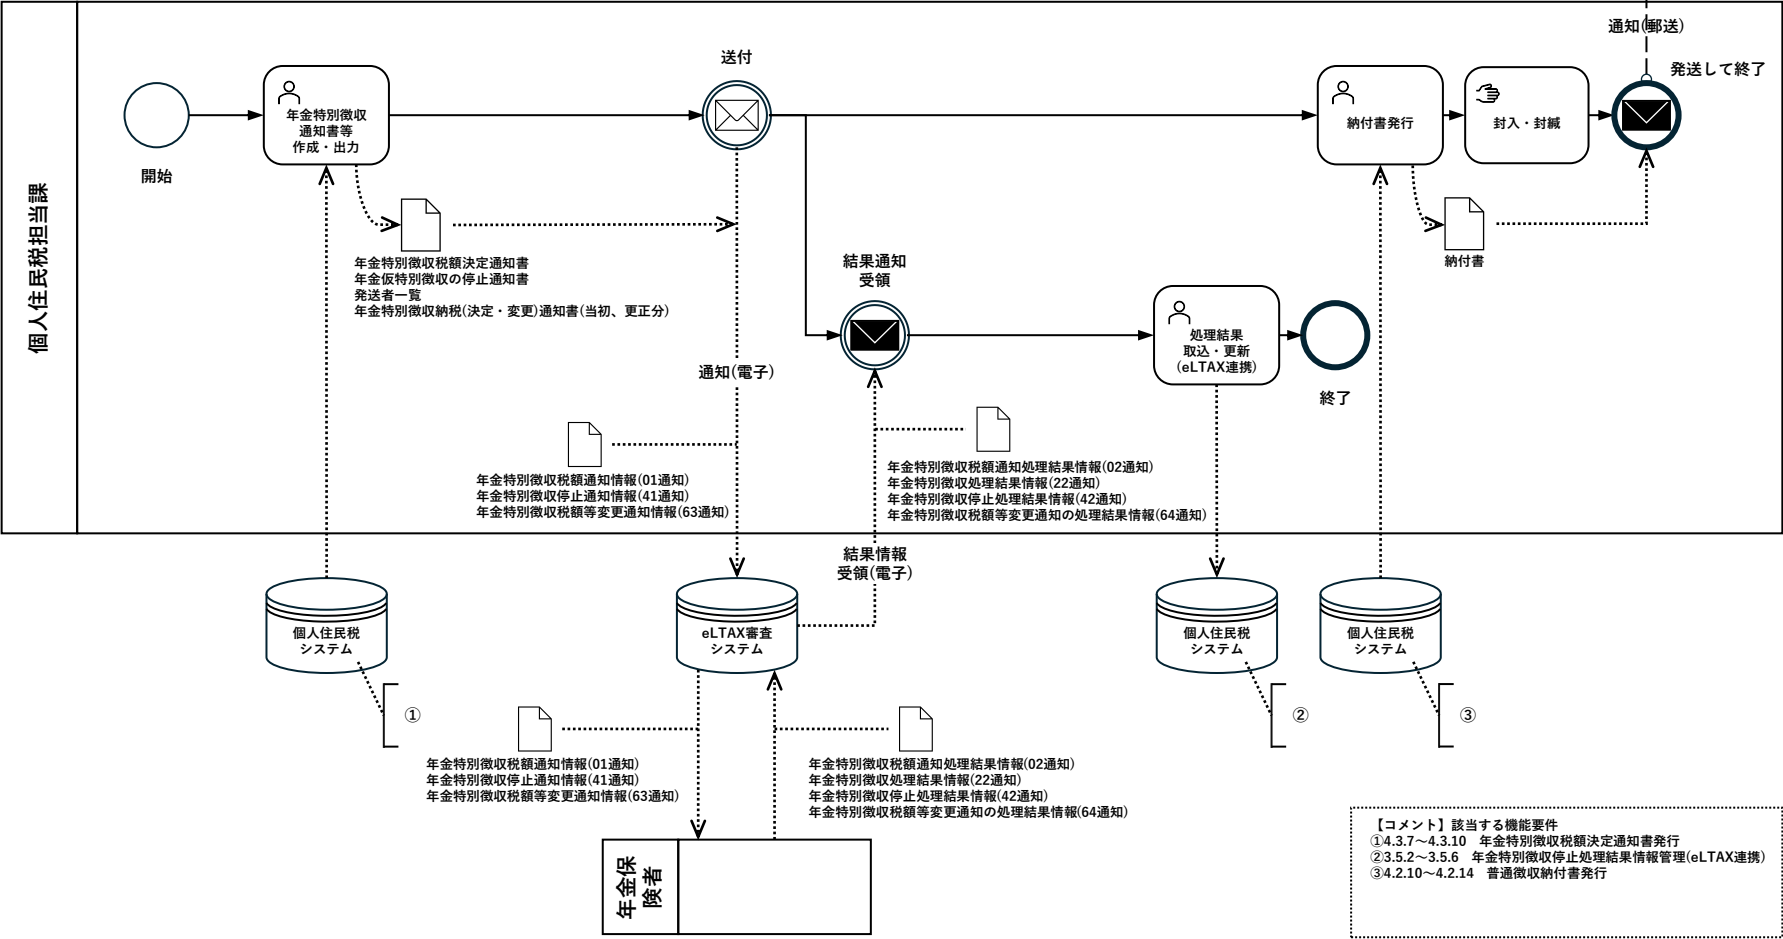 個人住民税担当課
開始
年金特別徴収
通知書等
作成・出力
送付
納付書発行
封入・封緘
通知(郵送)
発送して終了
年金特別徴収税額決定通知書
年金仮特別徴収の停止通知書
発送者一覧
年金特別徴収納税(決定・変更)通知書(当初、更正分)
納付書
結果通知
受領
処理結果
取込・更新
(eLTAX連携)
終了
通知(電子)
年金特別徴収税額通知情報(01通知)
年金特別徴収停止通知情報(41通知)
年金特別徴収税額等変更通知情報(63通知)
年金特別徴収税額通知処理結果情報(02通知)
年金特別徴収処理結果情報(22通知)
年金特別徴収停止処理結果情報(42通知)
年金特別徴収税額等変更通知の処理結果情報(64通知)
結果情報
受領(電子)
個人住民税
システム
①
eLTAX審査
システム
個人住民税
システム
②
個人住民税
システム
③
年金特別徴収税額通知情報(01通知)
年金特別徴収停止通知情報(41通知)
年金特別徴収税額等変更通知情報(63通知)
年金特別徴収税額通知処理結果情報(02通知)
年金特別徴収処理結果情報(22通知)
年金特別徴収停止処理結果情報(42通知)
年金特別徴収税額等変更通知の処理結果情報(64通知)
年金保
険者
【コメント】該当する機能要件
①4.3.7～4.3.10　年金特別徴収税額決定通知書発行
②3.5.2～3.5.6　年金特別徴収停止処理結果情報管理(eLTAX連携)
③4.2.10～4.2.14　普通徴収納付書発行